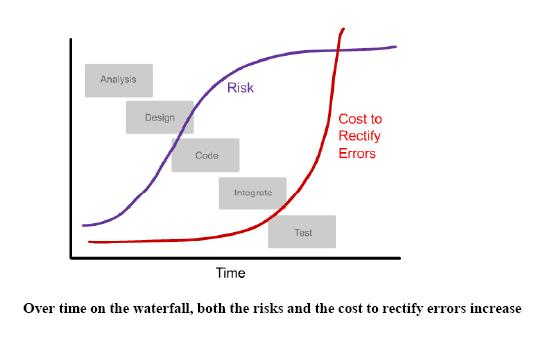 Analysis
Risk
Design
Cost to
Rectify
Errors
Code
Integrate
Test
Time
Over time on the waterfall, both the risks and the cost to rectify errors increase